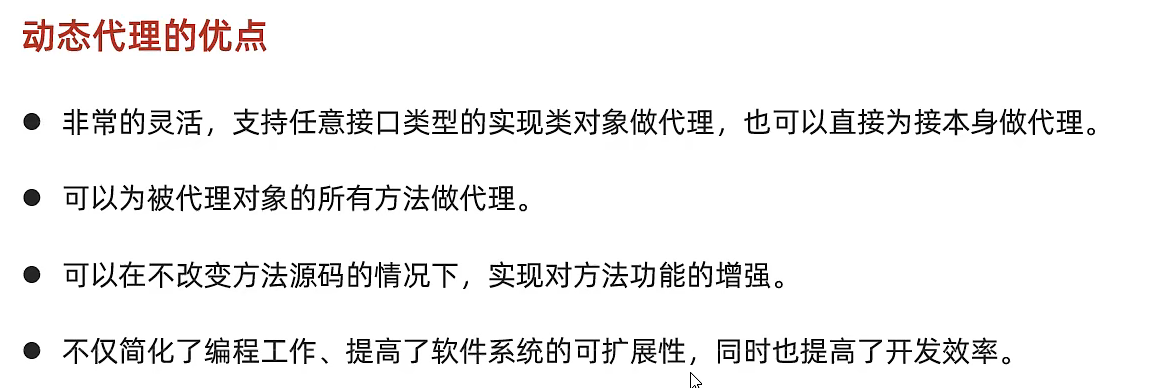 动态代理的优点
● 非常的灵活，支持任意接口类型的实现类对象做代理，也可以直接为接本身做代理。
● 可以为被代理对象的所有方法做代理。
● 可以在不改变方法源码的情况下，实现对方法功能的增强。
● 不仅简化了编程工作、提高了软件系统的可扩展性，同时也提高了开发效率。